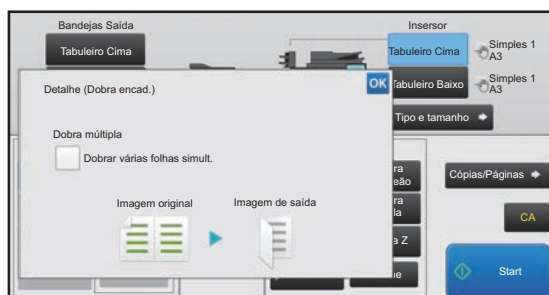 Bandejas Saída
Insersor
Tabuleiro Cima
Tabuleiro Cima
Simples 1
A3
Detalhe (Dobra encad.)
OK
Tabuleiro Baixo
Simples 1
A3
Tipo e tamanho
Dobra múltipla
Dobrar várias folhas simult.
Cópias/Páginas
Imagem original
Imagem de saída
CA
Z
Start